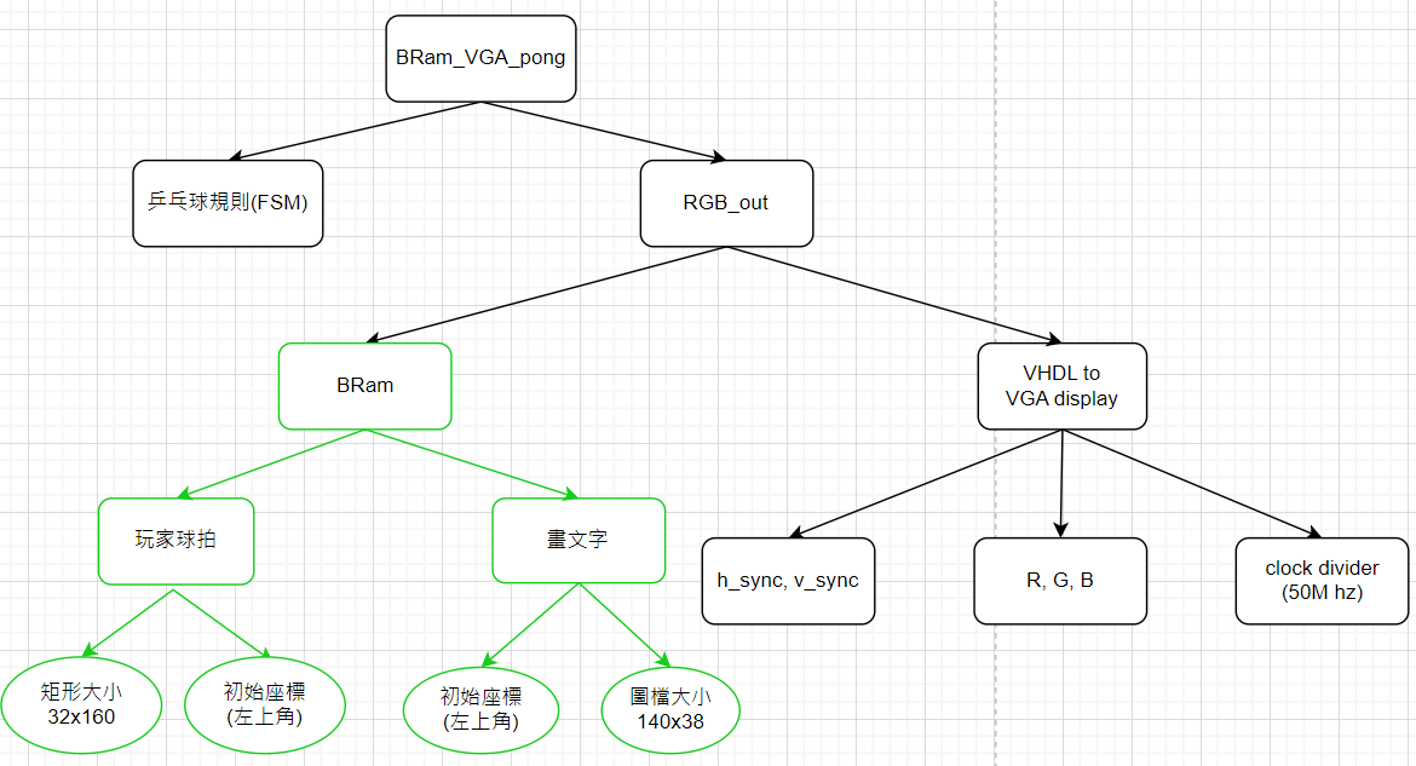 BRam_VGA_pong
乒乓球規則(FSM)
RGB_out
BRam
VHDL to
VGA display
玩家球拍
畫文字
h_sync, v_sync
R, G, B
clock divider
(50M hz)
矩形大小
32x160
初始座標
(左上角)
初始座標
(左上角)
圖檔大小
140x38